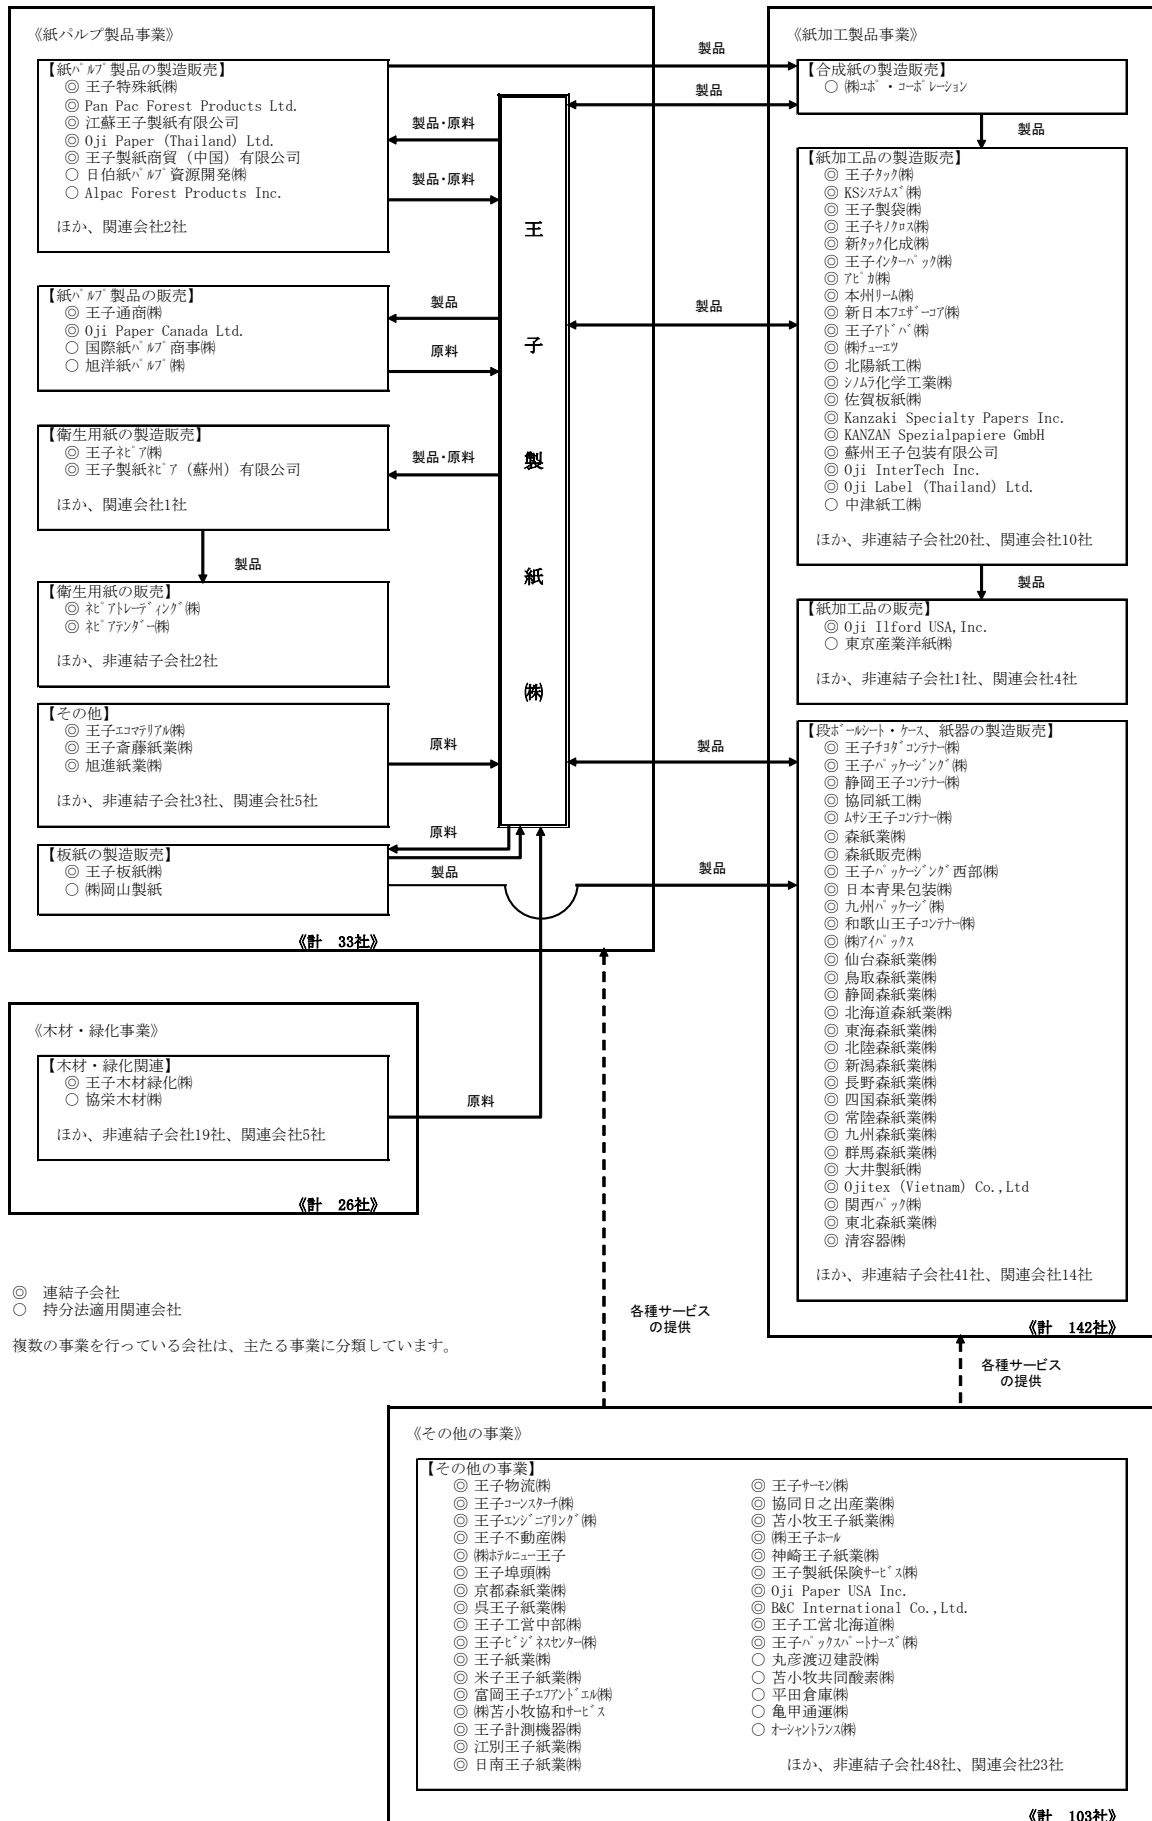 《紙パルプ製品事業》
【紙ﾊﾟﾙﾌﾟ製品の製造販売】
◎ 王子特殊紙㈱
◎ Pan Pac Forest Products Ltd.
◎ 江蘇王子製紙有限公司
◎ Oji Paper (Thailand) Ltd.
◎ 王子製紙商貿（中国）有限公司
○ 日伯紙ﾊﾟﾙﾌﾟ資源開発㈱
○ Alpac Forest Products Inc.
ほか、関連会社2社
【紙ﾊﾟﾙﾌﾟ製品の販売】
◎ 王子通商㈱
◎ Oji Paper Canada Ltd.
○ 国際紙ﾊﾟﾙﾌﾟ商事㈱
○ 旭洋紙ﾊﾟﾙﾌﾟ㈱
【衛生用紙の製造販売】
◎ 王子ﾈﾋﾟｱ㈱
◎ 王子製紙ﾈﾋﾟｱ（蘇州）有限公司
ほか、関連会社1社
製品
【衛生用紙の販売】
◎ ﾈﾋﾟｱﾄﾚｰﾃﾞｨﾝｸﾞ㈱
◎ ﾈﾋﾟｱﾃﾝﾀﾞｰ㈱
ほか、非連結子会社2社
【その他】
◎ 王子ｴｺﾏﾃﾘｱﾙ㈱
◎ 王子斎藤紙業㈱
◎ 旭進紙業㈱
ほか、非連結子会社3社、関連会社5社
【板紙の製造販売】
◎ 王子板紙㈱
○ ㈱岡山製紙
《計　33社》
製品・原料
製品・原料
製品
原料
製品・原料
原料
原料
製品
王子製紙㈱
製品
製品
製品
製品
製品
《紙加工製品事業》
【合成紙の製造販売】
○ ㈱ﾕﾎﾟ・ｺｰﾎﾟﾚｰｼｮﾝ
製品
【紙加工品の製造販売】
◎ 王子ﾀｯｸ㈱
◎ KSｼｽﾃﾑｽﾞ㈱
◎ 王子製袋㈱
◎ 王子ｷﾉｸﾛｽ㈱
◎ 新ﾀｯｸ化成㈱
◎ 王子ｲﾝﾀｰﾊﾟｯｸ㈱
◎ ｱﾋﾟｶ㈱
◎ 本州ﾘｰﾑ㈱
◎ 新日本ﾌｪｻﾞｰｺｱ㈱
◎ 王子ｱﾄﾞﾊﾞ㈱
◎ ㈱ﾁｭｰｴﾂ
◎ 北陽紙工㈱
◎ ｼﾉﾑﾗ化学工業㈱
◎ 佐賀板紙㈱
◎ Kanzaki Specialty Papers Inc.
◎ KANZAN Spezialpapiere GmbH
◎ 蘇州王子包装有限公司
◎ Oji InterTech Inc.
◎ Oji Label (Thailand) Ltd.
○ 中津紙工㈱
ほか、非連結子会社20社、関連会社10社
製品
【紙加工品の販売】
◎ Oji Ilford USA,Inc.
○ 東京産業洋紙㈱
ほか、非連結子会社1社、関連会社4社
【段ﾎﾞｰﾙｼｰﾄ・ｹｰｽ、紙器の製造販売】
◎ 王子ﾁﾖﾀﾞｺﾝﾃﾅｰ㈱
◎ 王子ﾊﾟｯｹｰｼﾞﾝｸﾞ㈱
◎ 静岡王子ｺﾝﾃﾅｰ㈱
◎ 協同紙工㈱
◎ ﾑｻｼ王子ｺﾝﾃﾅｰ㈱
◎ 森紙業㈱
◎ 森紙販売㈱
◎ 王子ﾊﾟｯｹｰｼﾞﾝｸﾞ西部㈱
◎ 日本青果包装㈱
◎ 九州ﾊﾟｯｹｰｼﾞ㈱
◎ 和歌山王子ｺﾝﾃﾅｰ㈱
◎ ㈱ｱｲﾊﾟｯｸｽ
◎ 仙台森紙業㈱
◎ 鳥取森紙業㈱
◎ 静岡森紙業㈱
◎ 北海道森紙業㈱
◎ 東海森紙業㈱
◎ 北陸森紙業㈱
◎ 新潟森紙業㈱
◎ 長野森紙業㈱
◎ 四国森紙業㈱
◎ 常陸森紙業㈱
◎ 九州森紙業㈱
◎ 群馬森紙業㈱
◎ 大井製紙㈱
◎ Ojitex (Vietnam) Co.,Ltd
◎ 関西ﾊﾟｯｸ㈱
◎ 東北森紙業㈱
◎ 清容器㈱
ほか、非連結子会社41社、関連会社14社
《計　142社》
《木材・緑化事業》
【木材・緑化関連】
◎ 王子木材緑化㈱
○ 協栄木材㈱
ほか、非連結子会社19社、関連会社5社
《計　26社》
原料
◎　連結子会社
○　持分法適用関連会社
複数の事業を行っている会社は、主たる事業に分類しています。
各種サービス
の提供
各種サービス
の提供
《その他の事業》
【その他の事業】
◎ 王子物流㈱
◎ 王子ｺｰﾝｽﾀｰﾁ㈱
◎ 王子ｴﾝｼﾞﾆｱﾘﾝｸﾞ㈱
◎ 王子不動産㈱
◎ ㈱ﾎﾃﾙﾆｭｰ王子
◎ 王子埠頭㈱
◎ 京都森紙業㈱
◎ 呉王子紙業㈱
◎ 王子工営中部㈱
◎ 王子ﾋﾞｼﾞﾈｽｾﾝﾀｰ㈱
◎ 王子紙業㈱
◎ 米子王子紙業㈱
◎ 富岡王子ｴﾌｱﾝﾄﾞｴﾙ㈱
◎ ㈱苫小牧協和ｻｰﾋﾞｽ
◎ 王子計測機器㈱
◎ 江別王子紙業㈱
◎ 日南王子紙業㈱
◎ 王子ｻｰﾓﾝ㈱
◎ 協同日之出産業㈱
◎ 苫小牧王子紙業㈱
◎ ㈱王子ﾎｰﾙ
◎ 神崎王子紙業㈱
◎ 王子製紙保険ｻｰﾋﾞｽ㈱
◎ Oji Paper USA Inc.
◎ B&C International Co.,Ltd.
◎ 王子工営北海道㈱
◎ 王子ﾊﾟｯｸｽﾊﾟｰﾄﾅｰｽﾞ㈱
○ 丸彦渡辺建設㈱
○ 苫小牧共同酸素㈱
○ 平田倉庫㈱
○ 亀甲通運㈱
○ ｵｰｼｬﾝﾄﾗﾝｽ㈱
ほか、非連結子会社48社、関連会社23社
《計　103社》